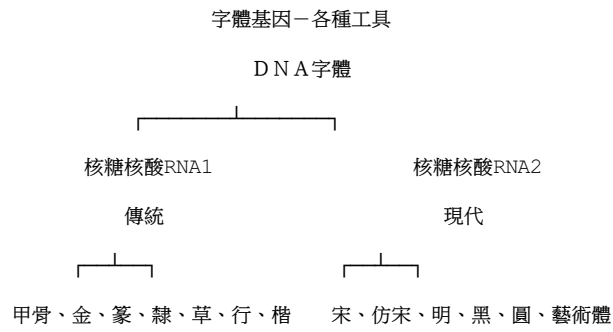 字體基因－各種工具
ＤＮＡ字體
核糖核酸RNA1 核糖核酸RNA2
傳統 現代
甲骨、金、篆、隸、草、行、楷 宋、仿宋、明、黑、圓、藝術體